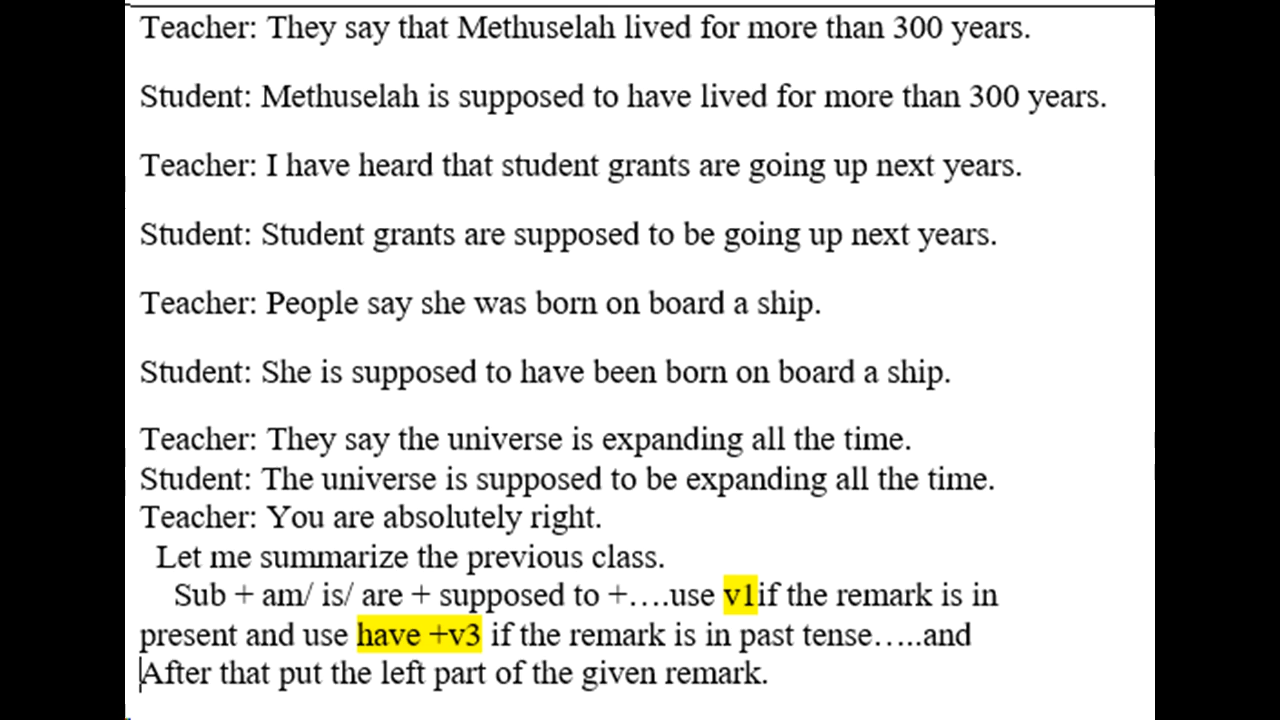 Teacher: They say that Methuselah lived for more than 300 years.
Student: Methuselah is supposed to have lived for more than 300 years.
Teacher: I have heard that student grants are going up next years.
Student: Student grants are supposed to be going up next years.
Teacher: People say she was born on board a ship.
Student: She is supposed to have been born on board a ship.
Teacher: They say the universe is expanding all the time.
Student: The universe is supposed to be expanding all the time.
Teacher: You are absolutely right.
Let me summarize the previous class.
Sub + am/ is/ are + supposed to +….use v1if the remark is in
present and use have +v3 if the remark is in past tense…..and
After that put the left part of the given remark.